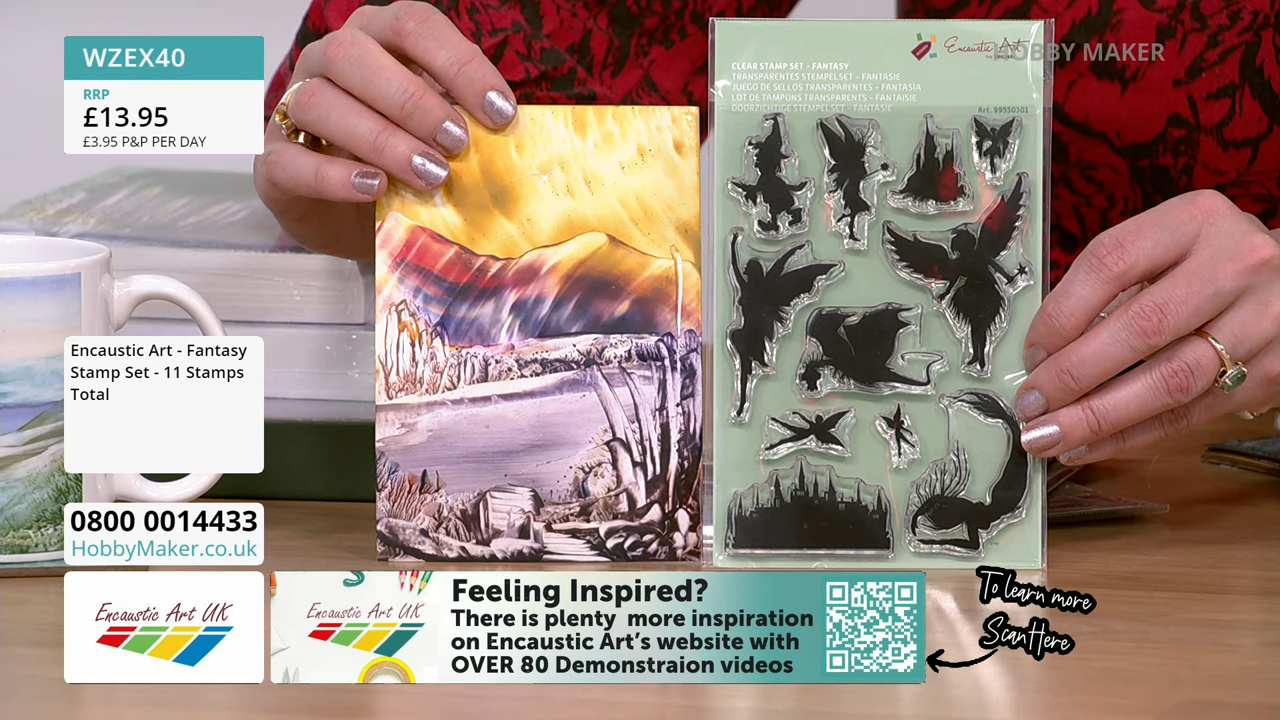 WZEX40
RRP
£13.95
£3.95 P&P PER DAY
Encaustic Art - Fantasy
Stamp Set - 11 Stamps
Total
0800 0014433
HobbyMaker.co.uk
Encaustic Art UK
Encaustic Art UK
Feeling Inspired?
There is plenty more inspiration
on Encaustic Art's website with
OVER 80 Demonstraion videos
To learn more
Scan Here
HOBBY MAKER
Encaustic Art
CLEAR STAMP SET - FANTASY
TRANSPARENTES STEMPELSET - FANTASIE
JUEGO DE SELLOS TRANSPARENTES - FANTASÍA
LOT DE TAMPONS TRANSPARENTS - FANTAISIE
DOORZICHTIGE STEMPEL SET - FANTASIE
Art. 99550301